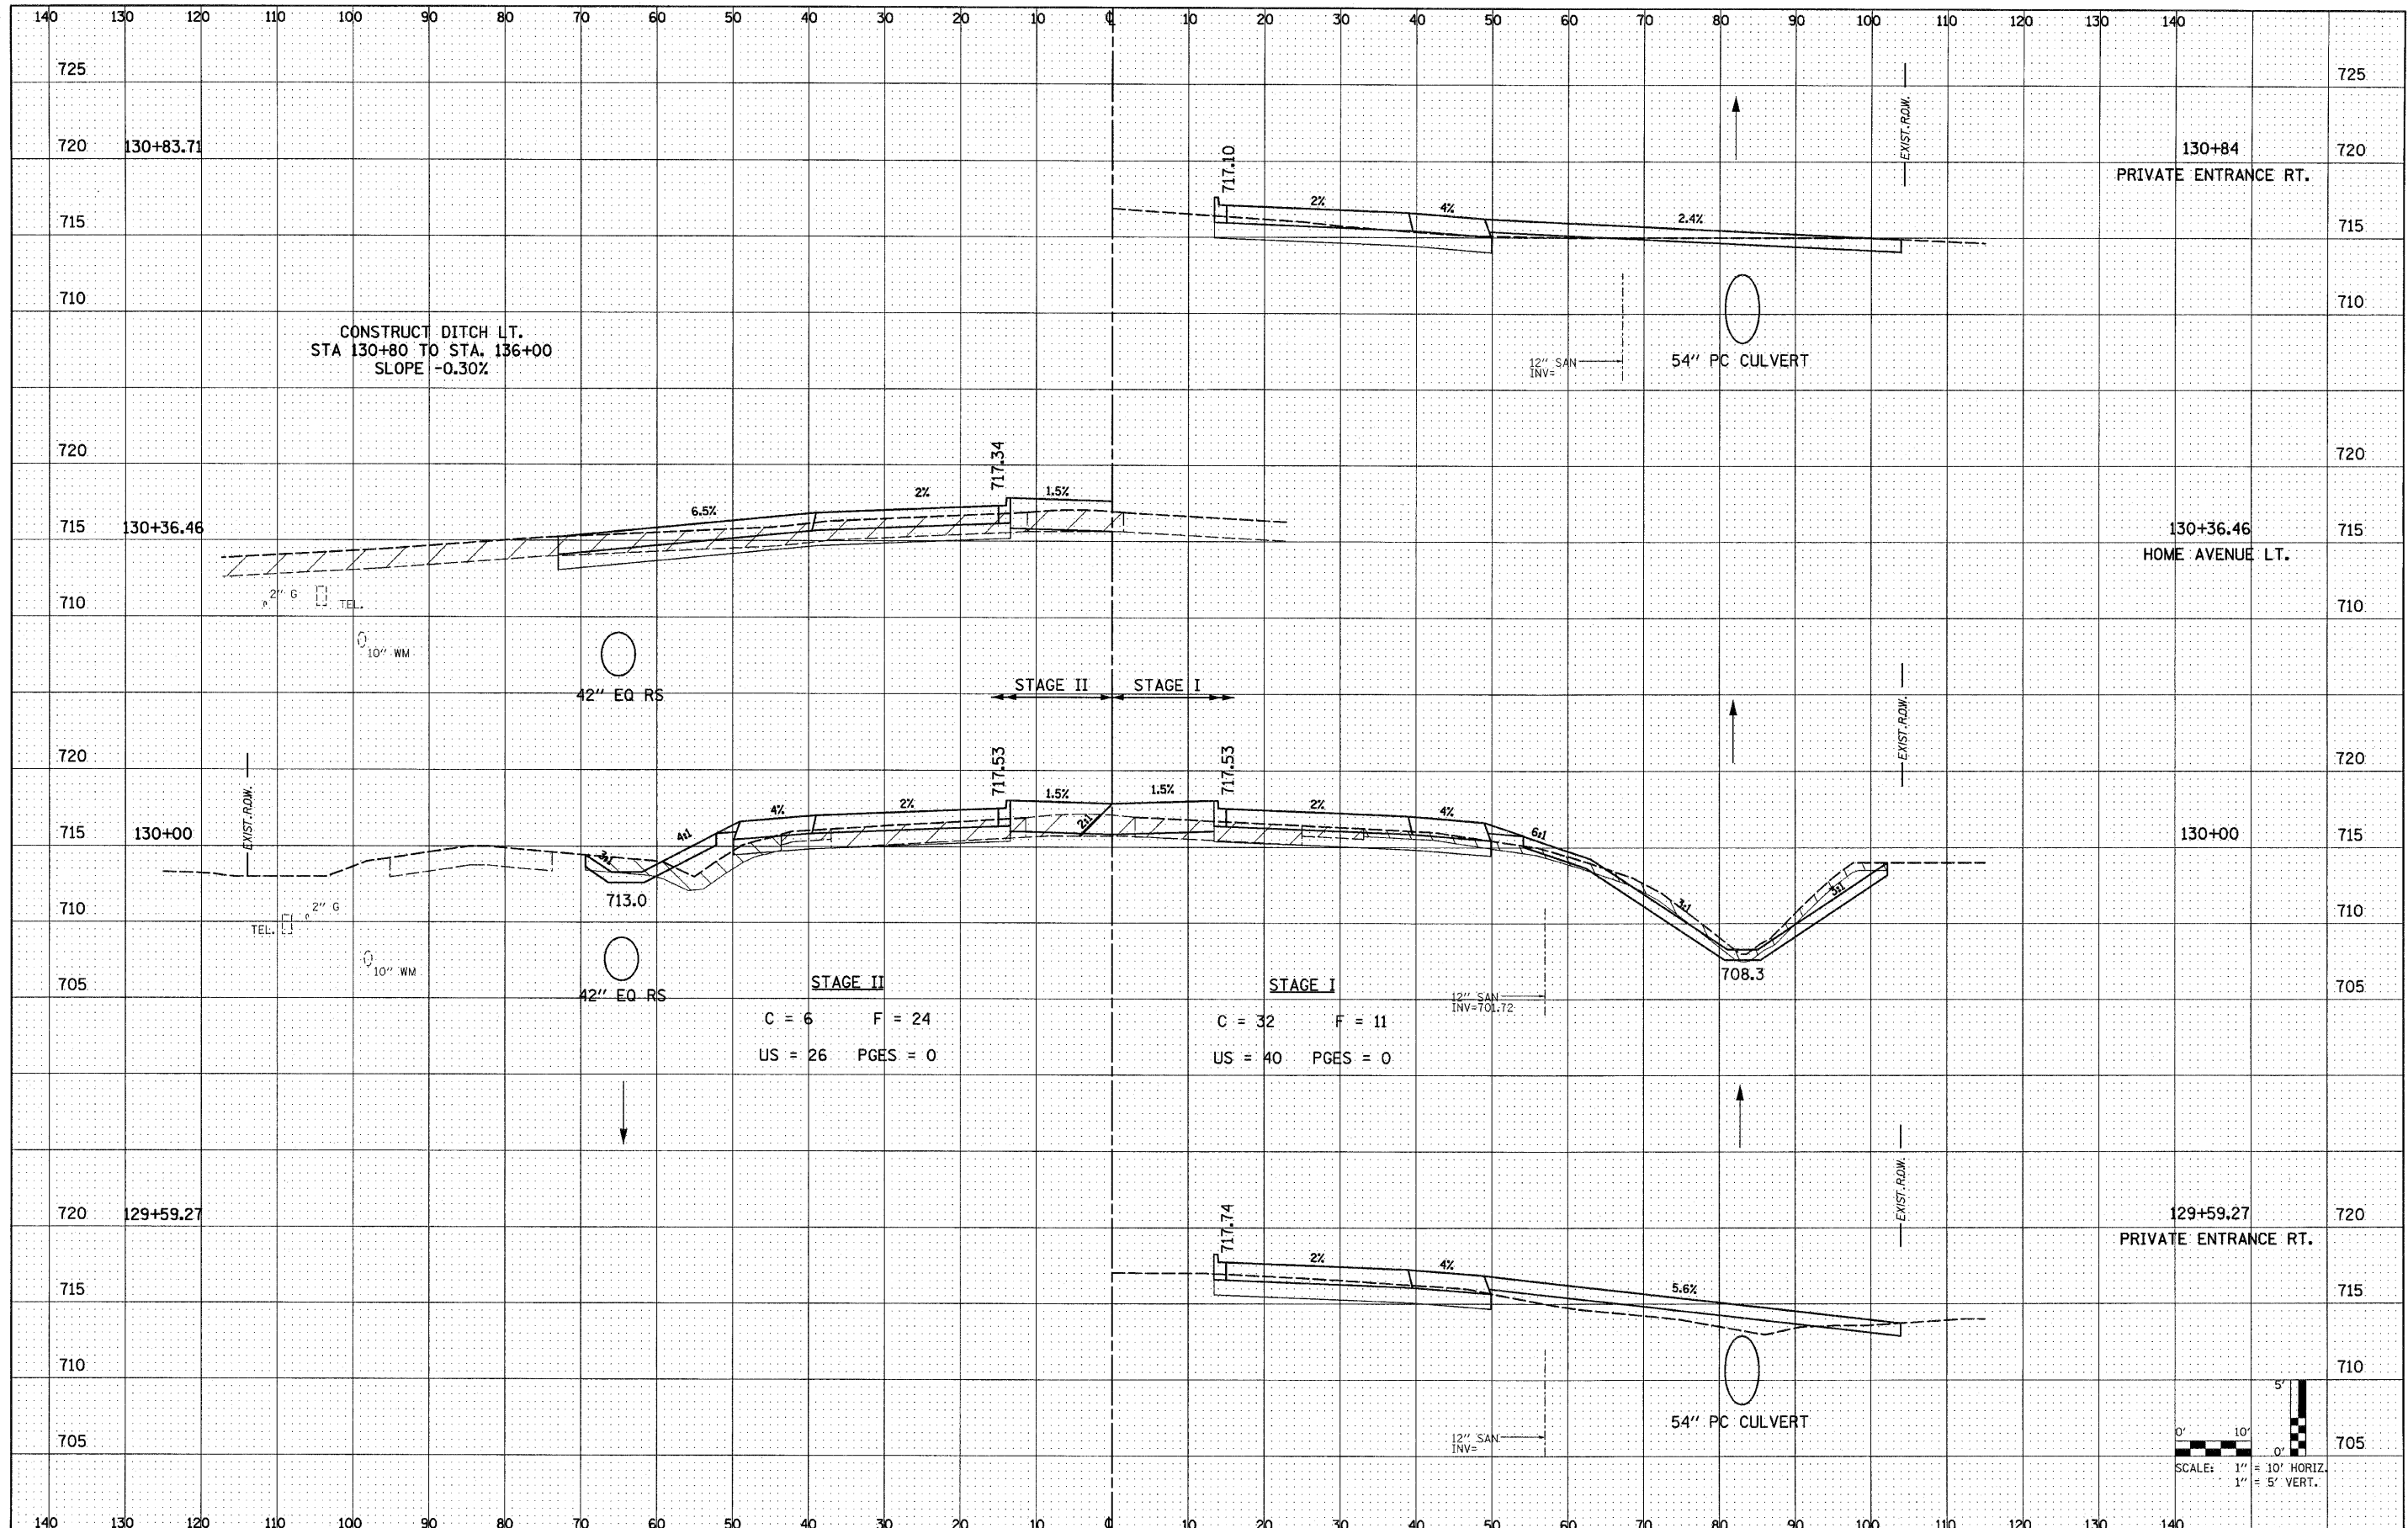 140 130 120 110 100 90 80 70 60 50 40 30 20 10 ℄ 10 20 30 40 50 60 70 80 90 100 110 120 130 140
725 725
EXIST. R.O.W.
720 130+83.71 717.10 130+84 720
PRIVATE ENTRANCE RT.
2% 4% 2.4%
715 715
710 710
CONSTRUCT DITCH LT.
STA 130+80 TO STA. 136+00
SLOPE -0.30%
12" SAN
INV=
54" PC CULVERT
720 717.34 720
6.5% 2% 1.5%
715 130+36.46 130+36.46 715
HOME AVENUE LT.
2" G TEL.
710 710
10" WM
42" EQ RS
STAGE II STAGE I
EXIST. R.O.W.
720 717.53 717.53 720
EXIST. R.O.W.
4:1 4% 2% 1.5% 1.5% 2% 4% 6:1
2:1
715 130+00 130+00 715
3:1 3:1 3:1
713.0
2" G
TEL.
710 710
10" WM
708.3
42" EQ RS
705 705
STAGE II STAGE I
12" SAN
INV=701.72
C = 6 F = 24 C = 32 F = 11
US = 26 PGES = 0 US = 40 PGES = 0
EXIST. R.O.W.
720 129+59.27 717.74 129+59.27 720
PRIVATE ENTRANCE RT.
2% 4% 5.6%
715 715
710 710
54" PC CULVERT
12" SAN
INV=
705 705
5'
0' 10'
0'
SCALE: 1" = 10' HORIZ.
1" = 5' VERT.
140 130 120 110 100 90 80 70 60 50 40 30 20 10 ℄ 10 20 30 40 50 60 70 80 90 100 110 120 130 140